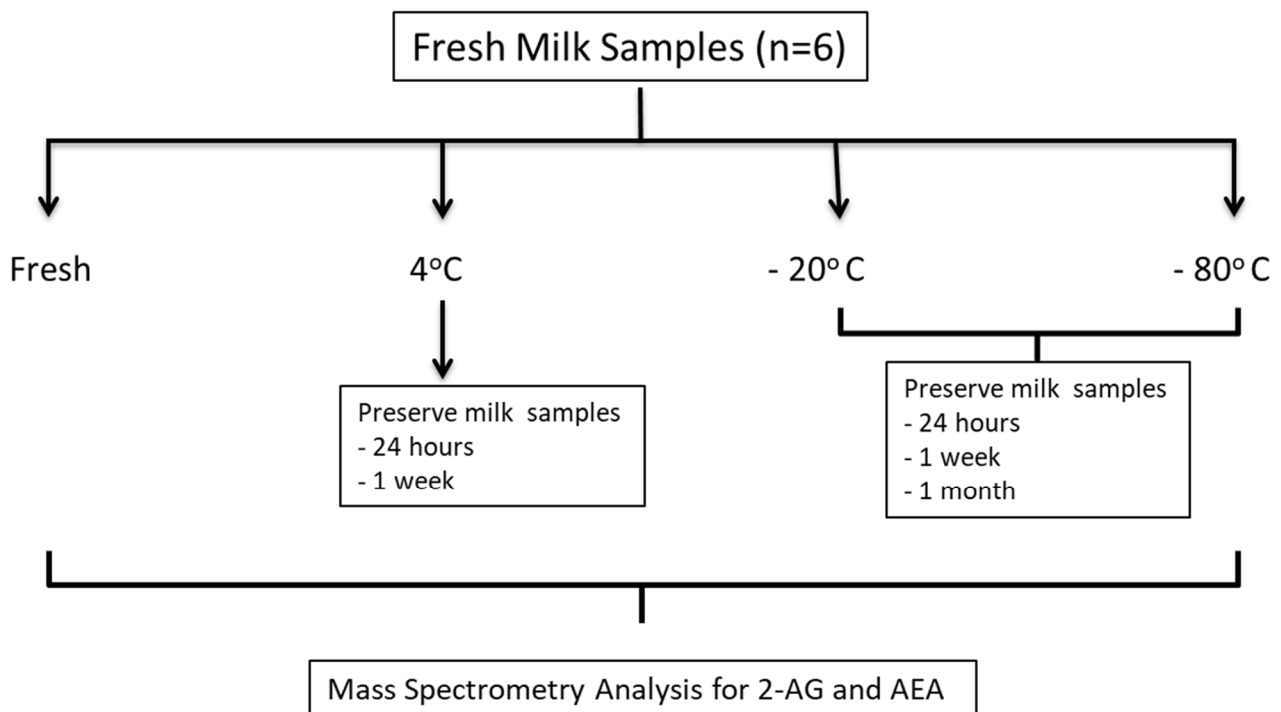 Fresh Milk Samples (n=6)
Fresh
4°C
- 20° C
- 80° C
Preserve milk samples
- 24 hours
- 1 week
Preserve milk samples
- 24 hours
- 1 week
- 1 month
Mass Spectrometry Analysis for 2-AG and AEA